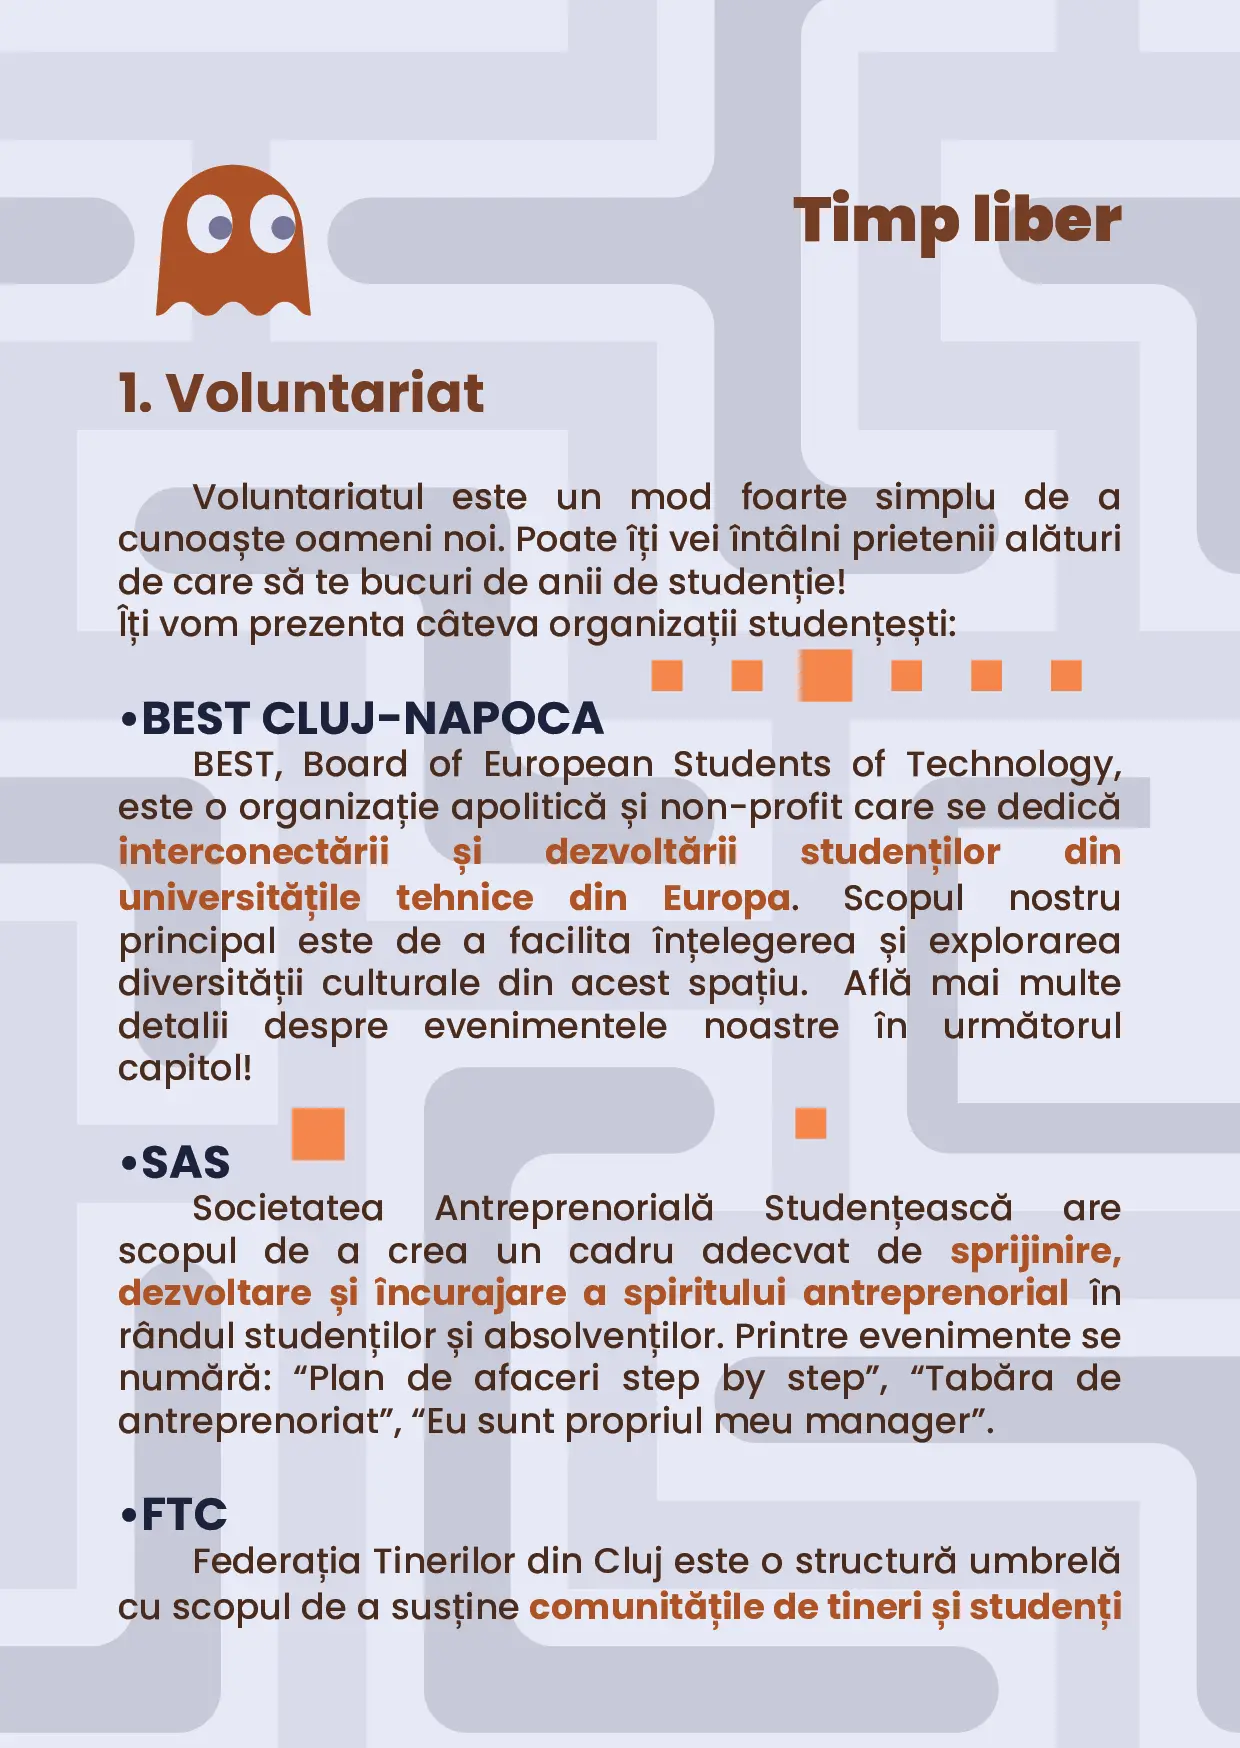 Timp liber
1. Voluntariat
Voluntariatul este un mod foarte simplu de a
cunoaște oameni noi. Poate îți vei întâlni prietenii alături
de care să te bucuri de anii de studenție!
Îți vom prezenta câteva organizații studențești:
•BEST CLUJ-NAPOCA
BEST, Board of European Students of Technology,
este o organizație apolitică și non-profit care se dedică
interconectării și dezvoltării studenților din
universitățile tehnice din Europa. Scopul nostru
principal este de a facilita înțelegerea și explorarea
diversității culturale din acest spațiu. Află mai multe
detalii despre evenimentele noastre în următorul
capitol!
•SAS
Societatea Antreprenorială Studențească are
scopul de a crea un cadru adecvat de sprijinire,
dezvoltare și încurajare a spiritului antreprenorial în
rândul studenților și absolvenților. Printre evenimente se
numără: “Plan de afaceri step by step”, “Tabăra de
antreprenoriat”, “Eu sunt propriul meu manager”.
•FTC
Federația Tinerilor din Cluj este o structură umbrelă
cu scopul de a susține comunitățile de tineri și studenți